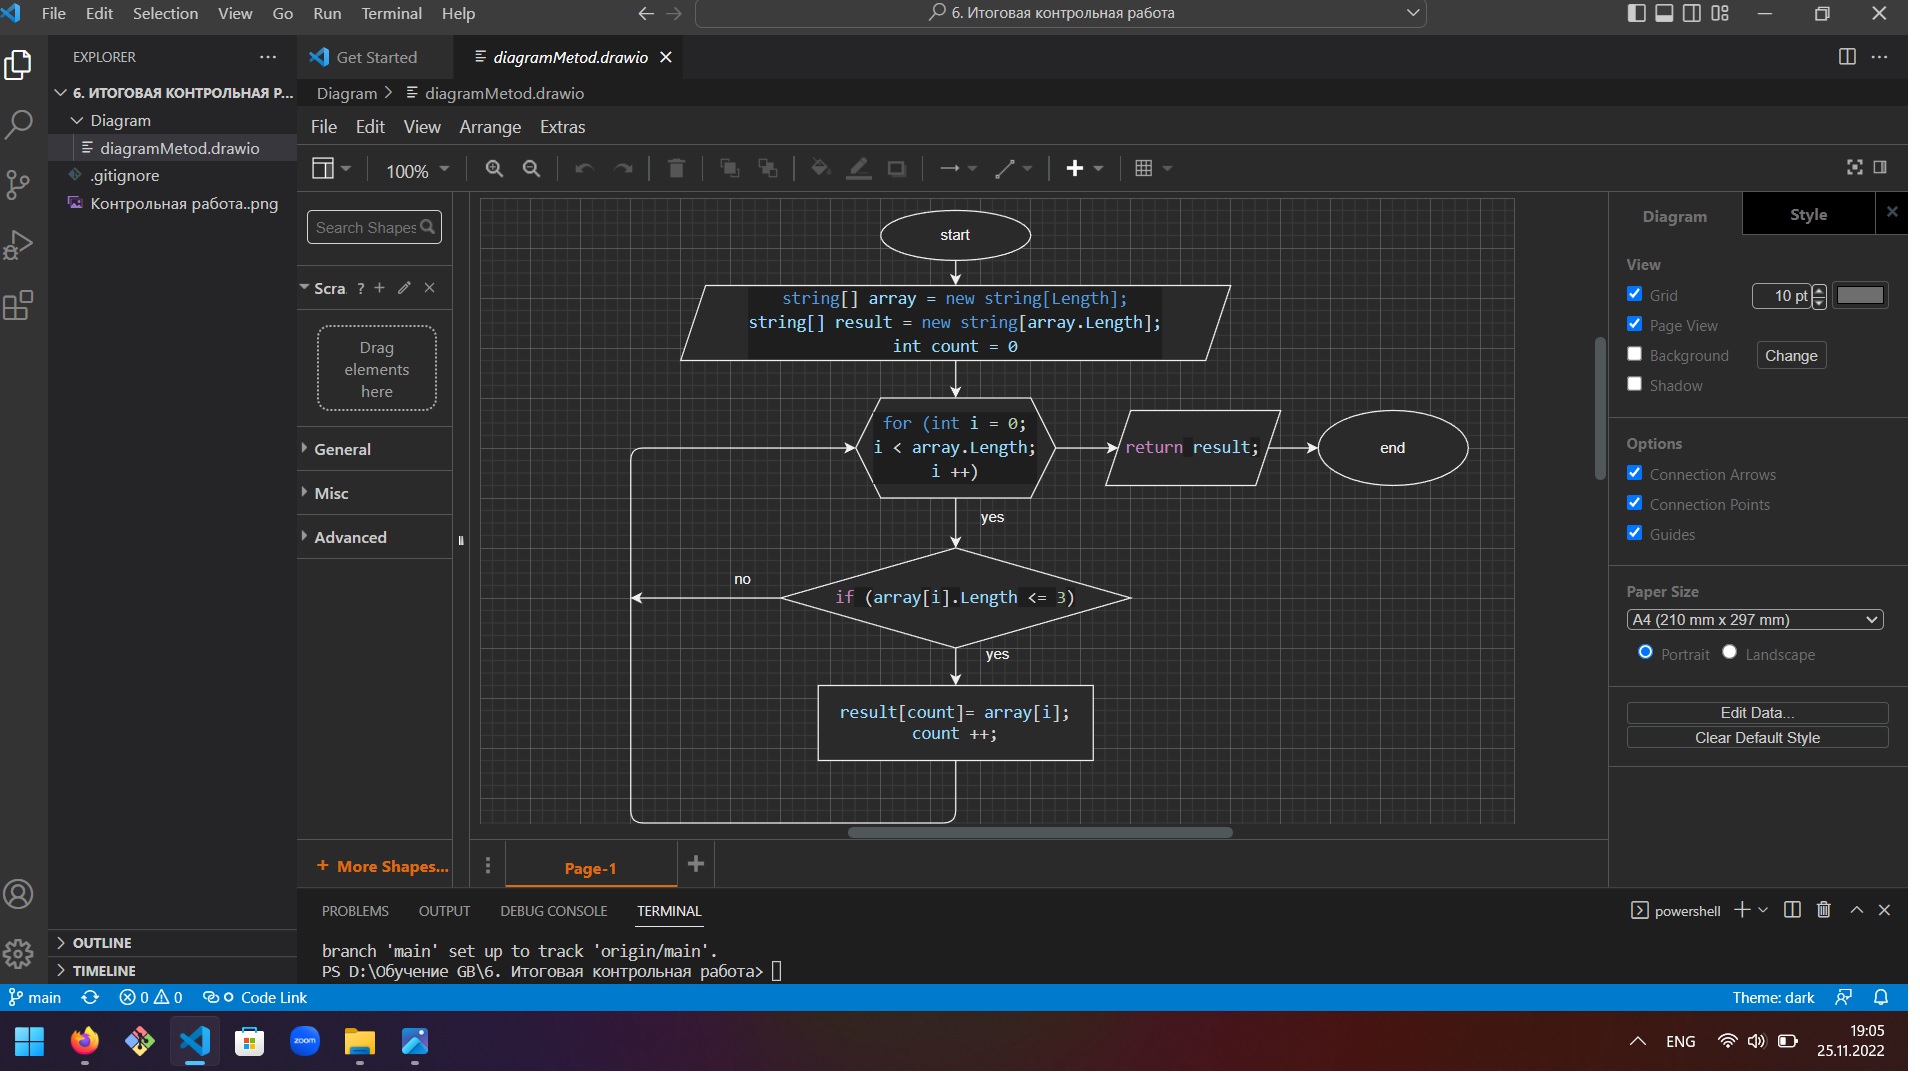 File Edit Selection View Go Run Terminal Help
6. Итоговая контрольная работа
EXPLORER
Get Started
diagramMetod.drawio
6. ИТОГОВАЯ КОНТРОЛЬНАЯ Р...
Diagram
diagramMetod.drawio
.gitignore
Контрольная работа..png
OUTLINE
TIMELINE
Diagram > diagramMetod.drawio
File Edit View Arrange Extras
100%
Search Shapes
Scra. ?
Drag
elements
here
General
Misc
Advanced
+ More Shapes...
start
string[] array = new string[Length];
string[] result = new string[array.Length];
int count = 0
for (int i = 0;
i < array.Length;
i ++)
return result;
end
yes
no
if (array[i].Length <= 3)
yes
result[count]= array[i];
count ++;
Page-1
Diagram
Style
View
Grid
10 pt
Page View
Background
Change
Shadow
Options
Connection Arrows
Connection Points
Guides
Paper Size
A4 (210 mm x 297 mm)
Portrait
Landscape
Edit Data...
Clear Default Style
PROBLEMS OUTPUT DEBUG CONSOLE TERMINAL
powershell
branch 'main' set up to track 'origin/main'.
PS D:\Обучение GB\6. Итоговая контрольная работа>
main
0 0
Code Link
Theme: dark
zoom
ENG
19:05
25.11.2022